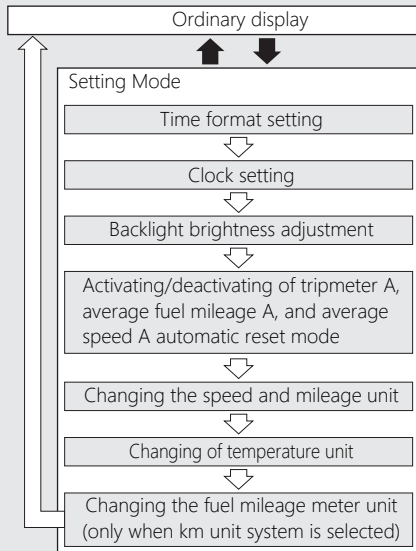 Ordinary display
Setting Mode
Time format setting
Clock setting
Backlight brightness adjustment
Activating/deactivating of tripmeter A,
average fuel mileage A, and average
speed A automatic reset mode
Changing the speed and mileage unit
Changing of temperature unit
Changing the fuel mileage meter unit
(only when km unit system is selected)